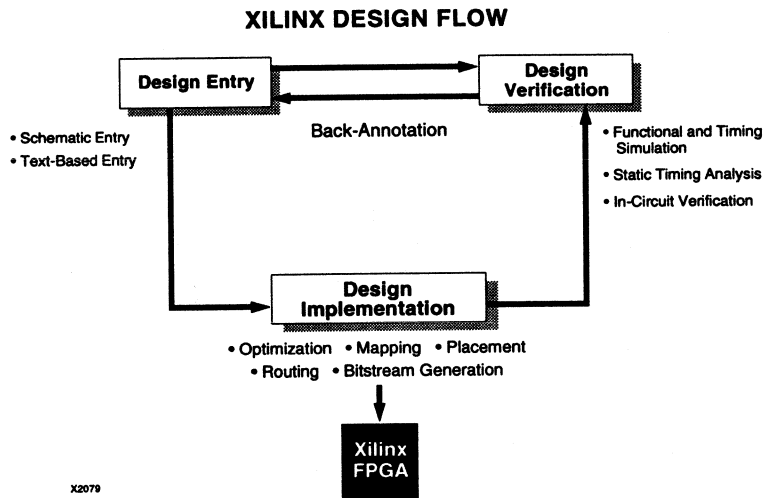 XILINX DESIGN FLOW
Design Entry
Design
Verification
Back-Annotation
• Schematic Entry
• Text-Based Entry
• Functional and Timing
Simulation
• Static Timing Analysis
• In-Circuit Verification
Design
Implementation
• Optimization • Mapping • Placement
• Routing • Bitstream Generation
Xilinx
FPGA
X2079